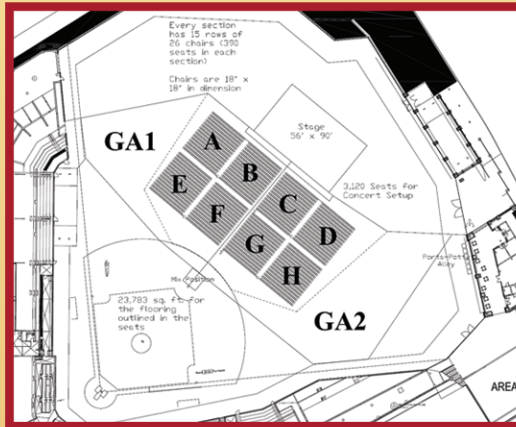 Every section
has 15 rows of
26 chairs (390
seats in each
section)
Chairs are 18" x
18" in dimension
Stage
56' x 90'
GA1
A
B
E
3,120 Seats for
Concert Setup
F
C
D
G
Porta-Potty
Alley
H
Mix Position
23,783 sq. ft. for
the flooring
outlined in the
seats
GA2
AREA